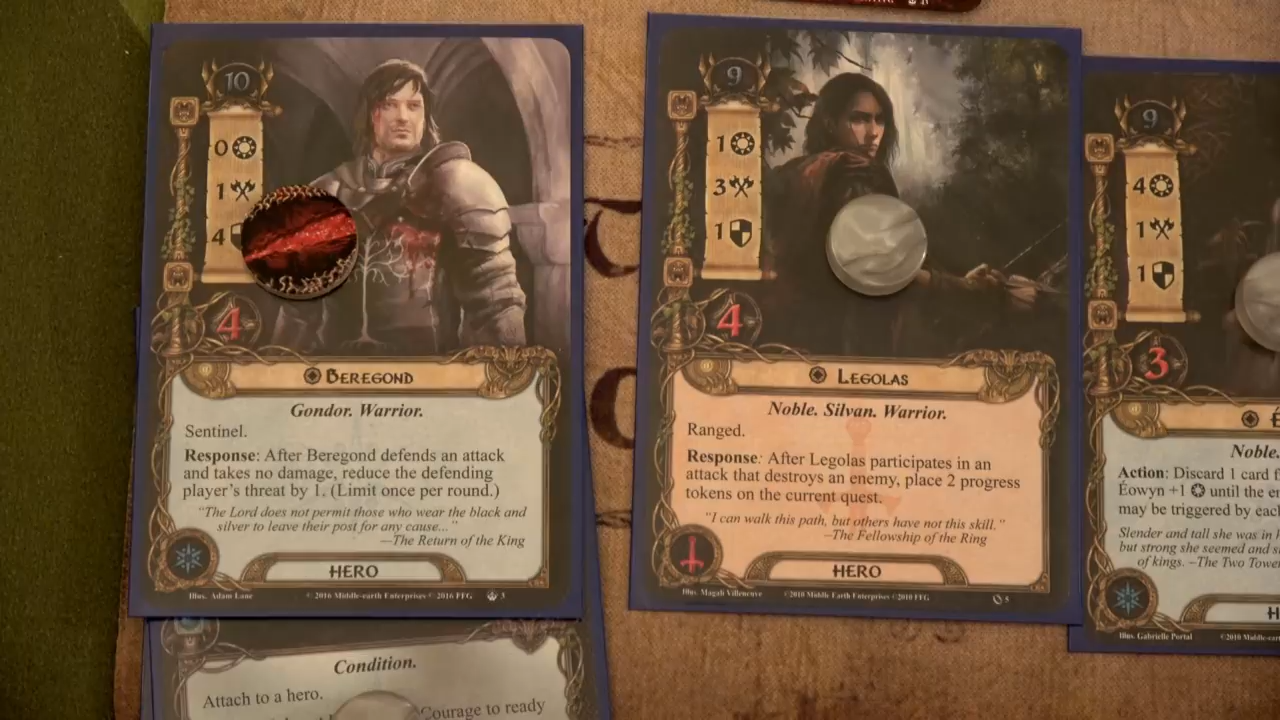 10
0
1
4
4
BEREGOND
Gondor. Warrior.
Sentinel.
Response: After Beregond defends an attack
and takes no damage, reduce the defending
player's threat by 1. (Limit once per round.)
"The Lord does not permit those who wear the black and
silver to leave their post for any cause..."
—The Return of the King
HERO
Illus. Adam Lane ©2016 Middle-earth Enterprises ©2016 FFG 3
Condition.
Attach to a hero.
Courage to ready
9
1
3
1
4
LEGOLAS
Noble. Silvan. Warrior.
Ranged.
Response: After Legolas participates in an
attack that destroys an enemy, place 2 progress
tokens on the current quest.
"I can walk this path, but others have not this skill."
—The Fellowship of the Ring
HERO
Illus. Magali Villeneuve ©2010 Middle Earth Enterprises ©2010 FFG 5
9
4
1
1
3
Noble.
Action: Discard 1 card
Éowyn +1 until the
may be triggered by each
Slender and tall she was in
but strong she seemed and
of kings. –The Two
H
Illus. Gabrielle Portal ©2010